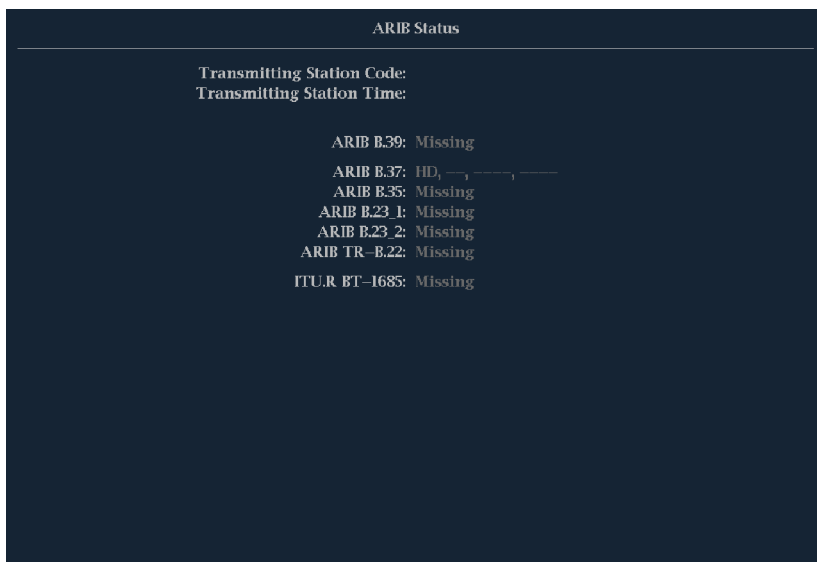 ARIB Status
Transmitting Station Code:
Transmitting Station Time:
ARIB B.39: Missing
ARIB B.37: HD, ––, ––––, ––––
ARIB B.35: Missing
ARIB B.23_1: Missing
ARIB B.23_2: Missing
ARIB TR–B.22: Missing
ITU.R BT–1685: Missing